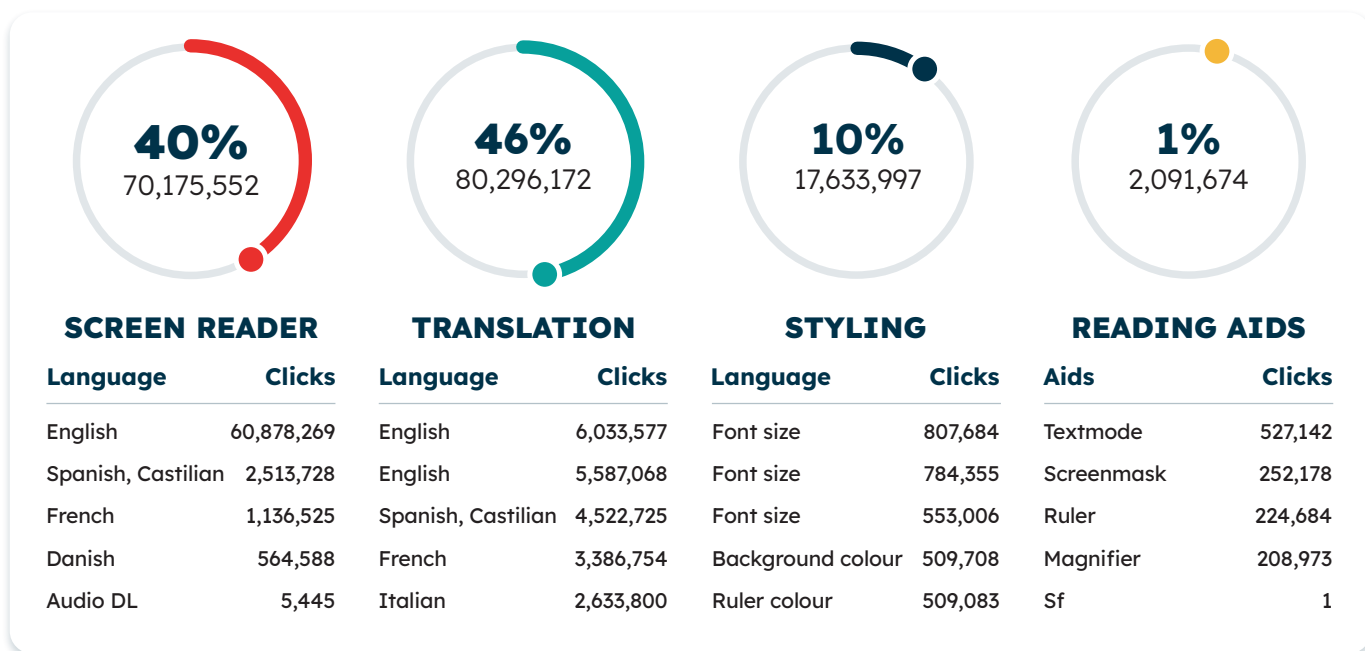 40%
70,175,552
SCREEN READER
Language Clicks
English 60,878,269
Spanish, Castilian 2,513,728
French 1,136,525
Danish 564,588
Audio DL 5,445
46%
80,296,172
TRANSLATION
Language Clicks
English 6,033,577
English 5,587,068
Spanish, Castilian 4,522,725
French 3,386,754
Italian 2,633,800
10%
17,633,997
STYLING
Language Clicks
Font size 807,684
Font size 784,355
Font size 553,006
Background colour 509,708
Ruler colour 509,083
1%
2,091,674
READING AIDS
Aids Clicks
Textmode 527,142
Screenmask 252,178
Ruler 224,684
Magnifier 208,973
Sf 1